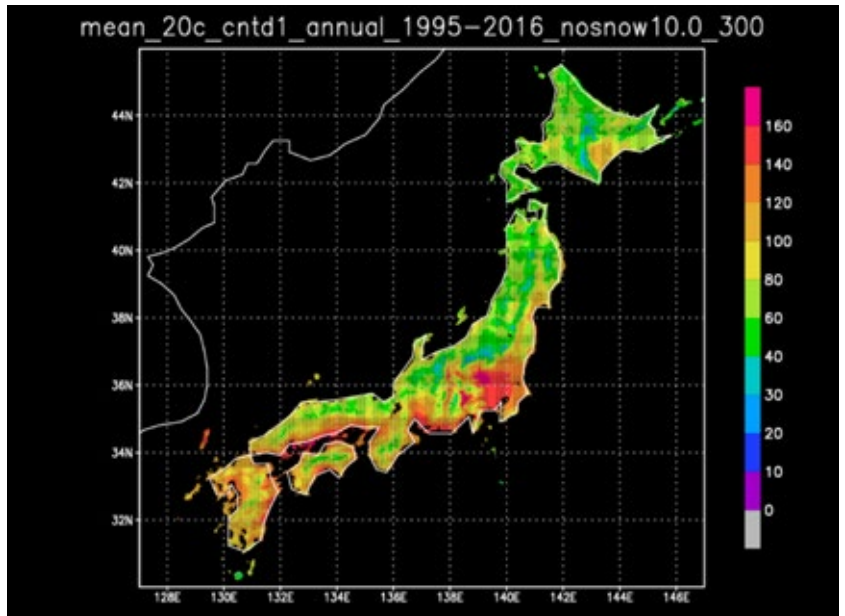 mean_20c_cntd1_annual_1995-2016_nosnow10.0_300
44N
42N
40N
38N
36N
34N
32N
128E 130E 132E 134E 136E 138E 140E 142E 144E 146E
160
140
120
100
80
60
40
30
20
10
0